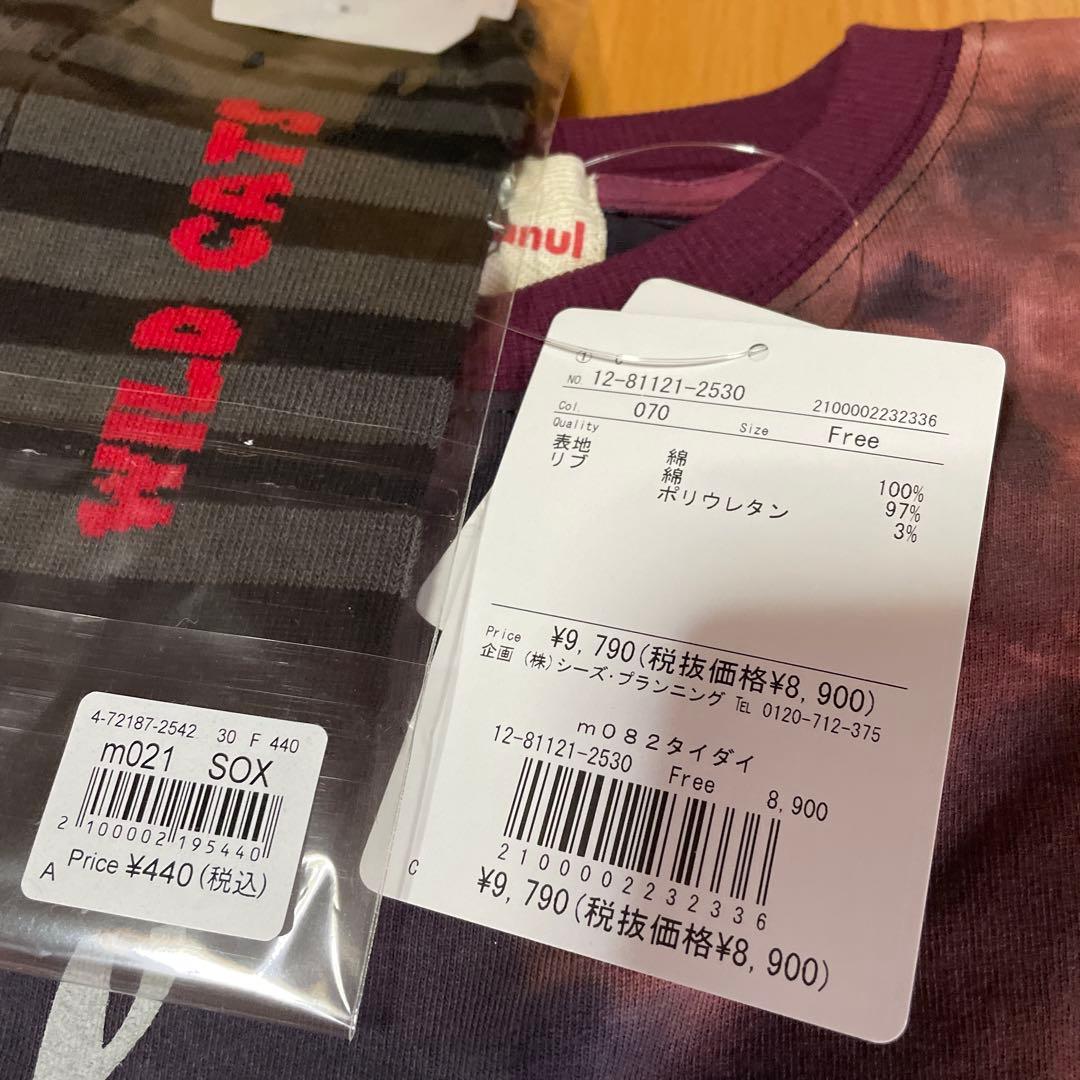 WILD CAT
nul
① c
NO. 12-81121-2530 2100002232336
Col. 070 Size Free
Quality
表地 綿 100%
リブ 綿 97%
ポリウレタン 3%
Price ¥9,790(税抜価格¥8,900)
企画 (株)シーズ・プランニング ℡ 0120-712-375
m082タイダイ
12-81121-2530 Free 8,900
2100002232336
C
¥9,790(税抜価格¥8,900)
4-72187-2542 30 F 440
m021 SOX
2100002195440
A Price ¥440(税込)